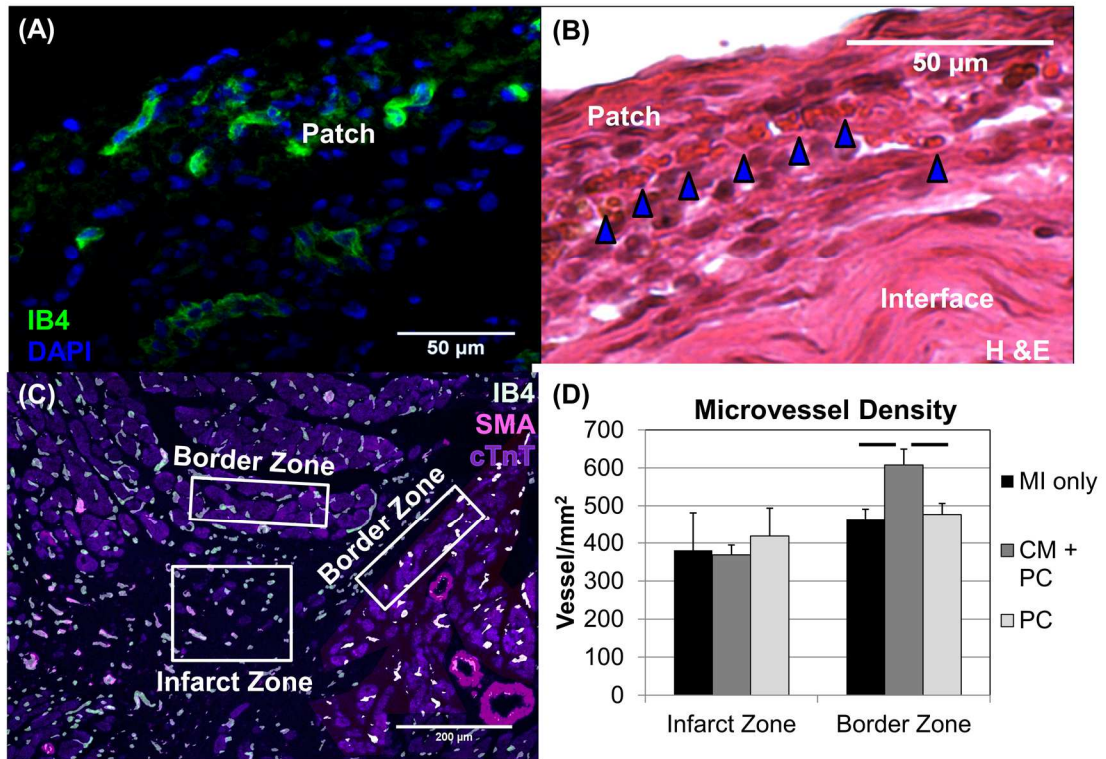 (A)
Patch
IB4
DAPI
50 µm
(B)
50 µm
Patch
Interface
H &E
(C)
IB4
SMA
cTnT
Border Zone
Border Zone
Infarct Zone
200 µm
(D)
Microvessel Density
Vessel/mm²
700
600
500
400
300
200
100
0
Infarct Zone
Border Zone
MI only
CM +
PC
PC